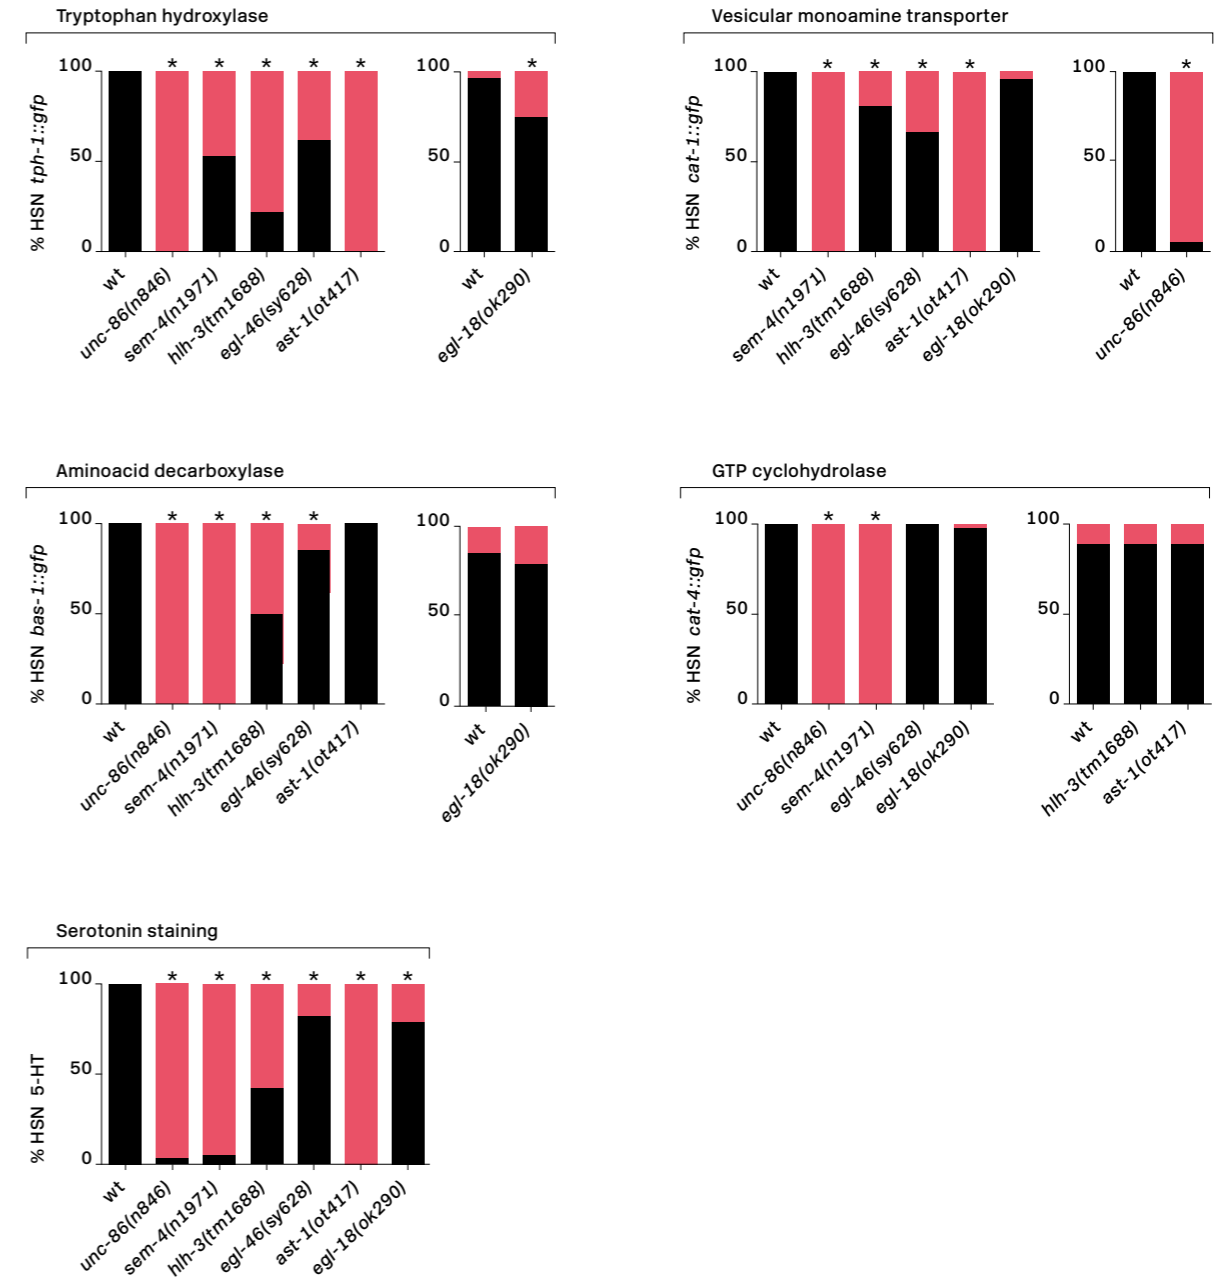 Tryptophan hydroxylase
% HSN tph-1::gfp
100
50
0
* * * * *
wt
unc-86(n846)
sem-4(n1971)
hlh-3(tm1688)
egl-46(sy628)
ast-1(ot417)
100
50
0
*
wt
egl-18(ok290)
Vesicular monoamine transporter
% HSN cat-1::gfp
100
50
0
* * * * *
wt
sem-4(n1971)
hlh-3(tm1688)
egl-46(sy628)
ast-1(ot417)
egl-18(ok290)
100
50
0
*
wt
unc-86(n846)
Aminoacid decarboxylase
% HSN bas-1::gfp
100
50
0
* * * *
wt
unc-86(n846)
sem-4(n1971)
hlh-3(tm1688)
egl-46(sy628)
ast-1(ot417)
100
50
0
wt
egl-18(ok290)
GTP cyclohydrolase
% HSN cat-4::gfp
100
50
0
* *
wt
unc-86(n846)
sem-4(n1971)
egl-46(sy628)
egl-18(ok290)
100
50
0
wt
hlh-3(tm1688)
ast-1(ot417)
Serotonin staining
% HSN 5-HT
100
50
0
* * * * * *
wt
unc-86(n846)
sem-4(n1971)
hlh-3(tm1688)
egl-46(sy628)
ast-1(ot417)
egl-18(ok290)